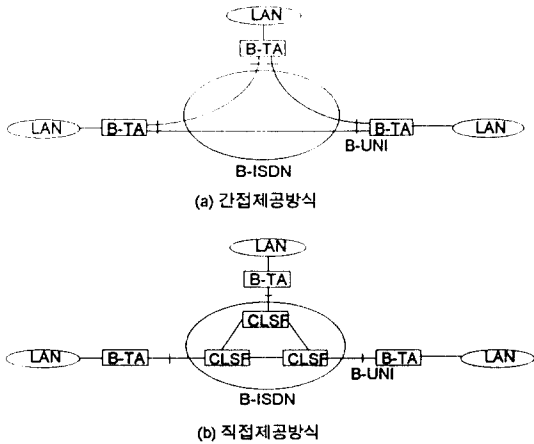 LAN
B-TA
LAN B-TA B-TA LAN
B-UNI
B-ISDN
(a) 간접제공방식
LAN
B-TA
CLSF
LAN B-TA CLSF CLSF B-TA LAN
B-UNI
B-ISDN
(b) 직접제공방식